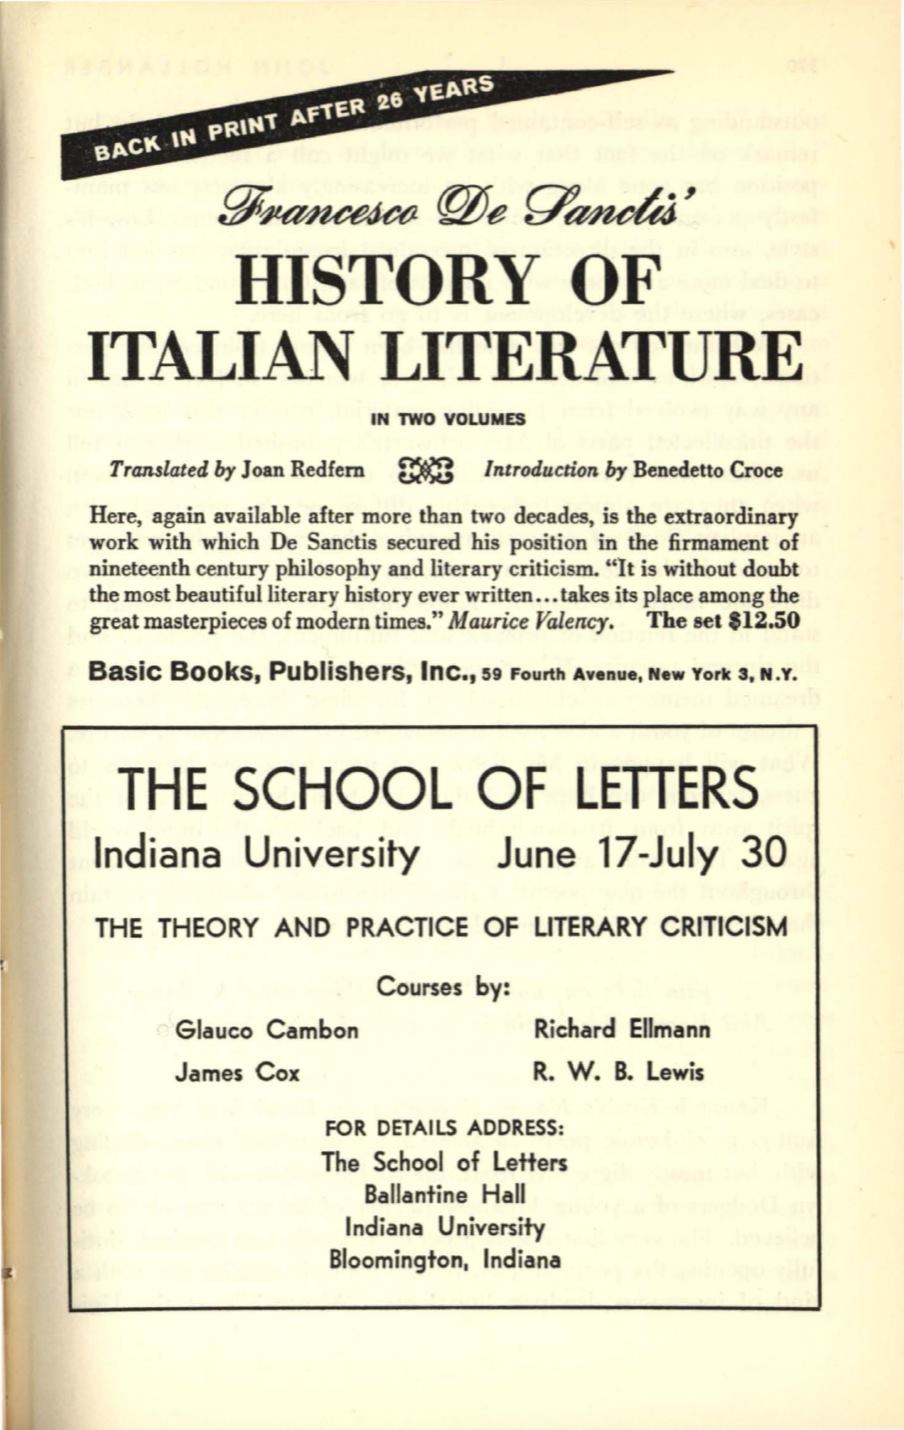 BACK IN PRINT AFTER 26 YEARS
Francesco De Sanctis'
HISTORY OF
ITALIAN LITERATURE
IN TWO VOLUMES
Translated by Joan Redfern Introduction by Benedetto Croce
Here, again available after more than two decades, is the extraordinary
work with which De Sanctis secured his position in the firmament of
nineteenth century philosophy and literary criticism. “It is without doubt
the most beautiful literary history ever written...takes its place among the
great masterpieces of modern times.” Maurice Valency. The set $12.50
Basic Books, Publishers, Inc., 59 Fourth Avenue, New York 3, N.Y.
THE SCHOOL OF LETTERS
Indiana University June 17-July 30
THE THEORY AND PRACTICE OF LITERARY CRITICISM
Courses by:
Glauco Cambon Richard Ellmann
James Cox R. W. B. Lewis
FOR DETAILS ADDRESS:
The School of Letters
Ballantine Hall
Indiana University
Bloomington, Indiana